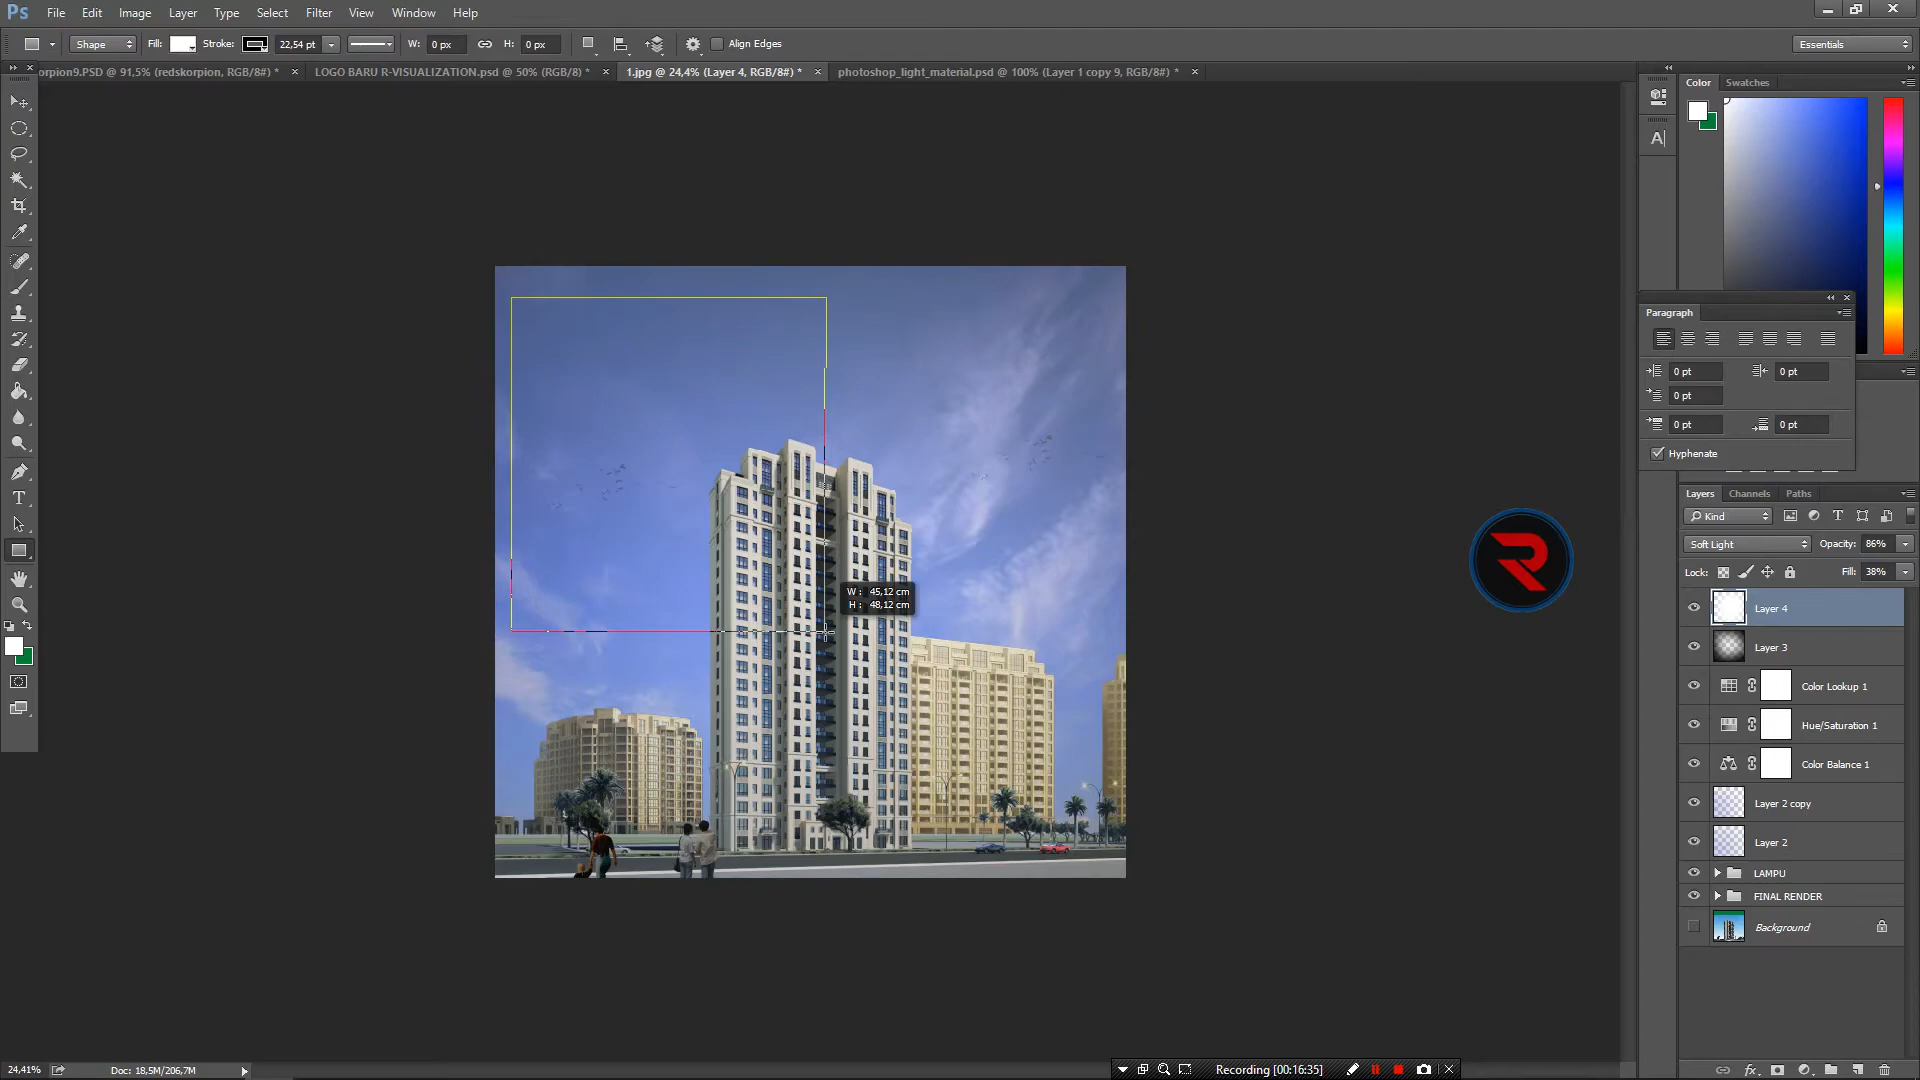 Ps File Edit Image Layer Type Select Filter View Window Help
Shape Fill: Stroke: 22,54 pt W: 0 px H: 0 px Align Edges Essentials
orpion9.PSD @ 91,5% (redskorpion, RGB/8#) * LOGO BARU R-VISUALIZATION.psd @ 50% (RGB/8) * 1.jpg @ 24,4% (Layer 4, RGB/8#) * photoshop_light_material.psd @ 100% (Layer 1 copy 9, RGB/8#) *
Color Swatches
Paragraph
0 pt 0 pt
0 pt
0 pt 0 pt
Hyphenate
Layers Channels Paths
Kind
Soft Light Opacity: 86%
Lock: Fill: 38%
W : 45,12 cm
H : 48,12 cm
Layer 4
Layer 3
Color Lookup 1
Hue/Saturation 1
Color Balance 1
Layer 2 copy
Layer 2
LAMPU
FINAL RENDER
Background
24,41% Doc: 18,5M/206,7M Recording [00:16:35]